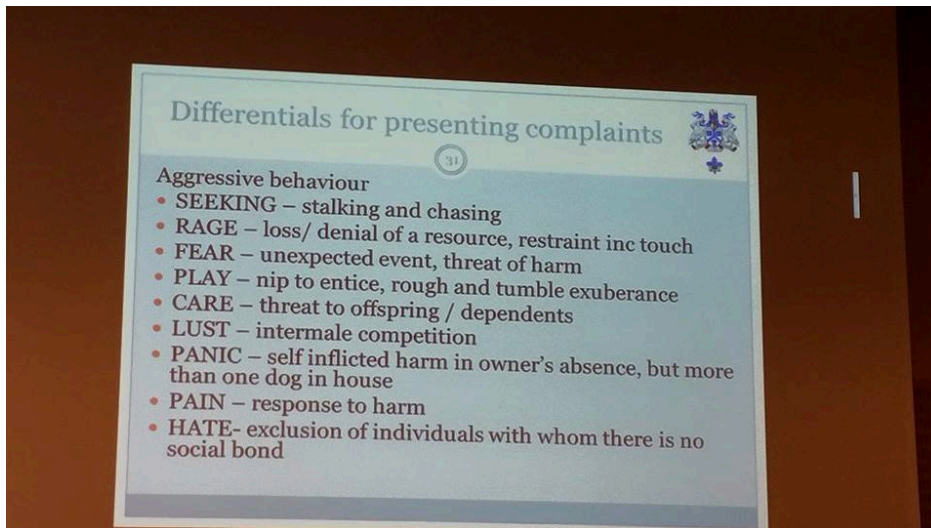 Differentials for presenting complaints
31
Aggressive behaviour
• SEEKING – stalking and chasing
• RAGE – loss/ denial of a resource, restraint inc touch
• FEAR – unexpected event, threat of harm
• PLAY – nip to entice, rough and tumble exuberance
• CARE – threat to offspring / dependents
• LUST – intermale competition
• PANIC – self inflicted harm in owner's absence, but more
than one dog in house
• PAIN – response to harm
• HATE- exclusion of individuals with whom there is no
social bond